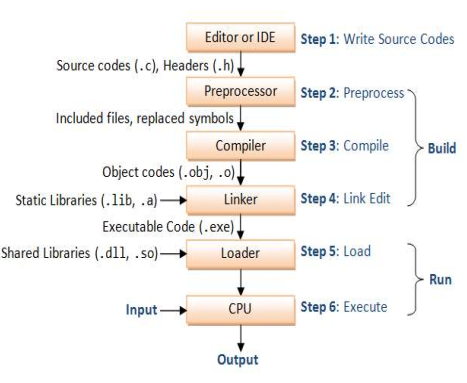 Editor or IDE
Step 1: Write Source Codes
Source codes (.c), Headers (.h)
Preprocessor
Step 2: Preprocess
Included files, replaced symbols
Compiler
Step 3: Compile
Build
Object codes (.obj, .o)
Static Libraries (.lib, .a)
Linker
Step 4: Link Edit
Executable Code (.exe)
Shared Libraries (.dll, .so)
Loader
Step 5: Load
Run
Input
CPU
Step 6: Execute
Output